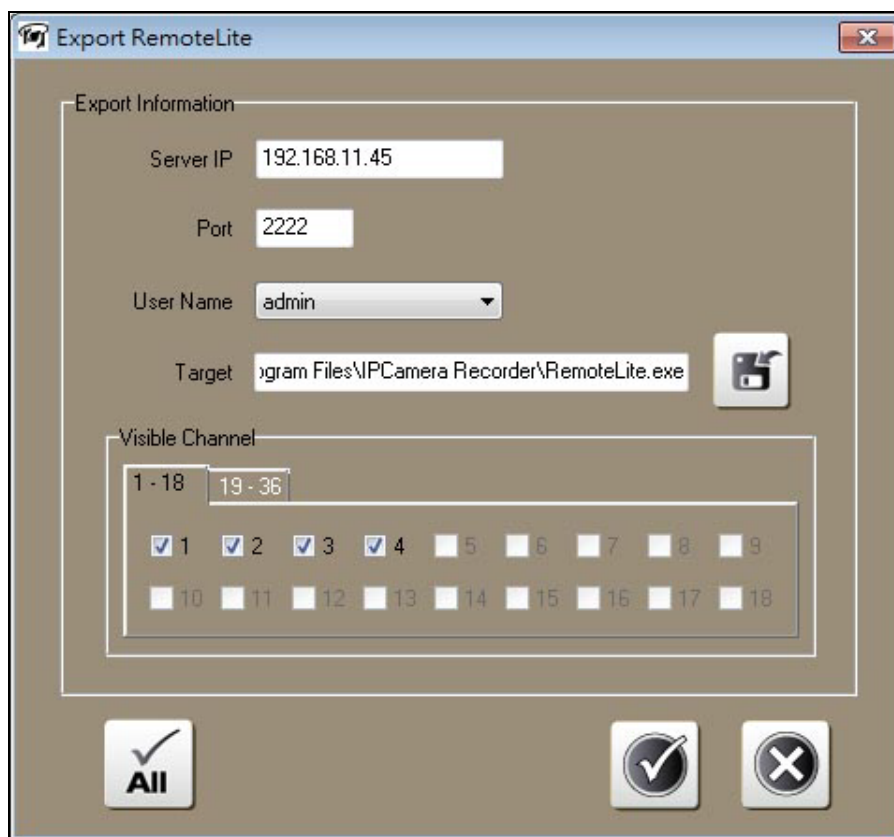 Export RemoteLite
Export Information
Server IP 192.168.11.45
Port 2222
User Name admin
Target ogram Files\IPCamera Recorder\RemoteLite.exe
Visible Channel
1 - 18 19 - 36
1 2 3 4 5 6 7 8 9
10 11 12 13 14 15 16 17 18
All